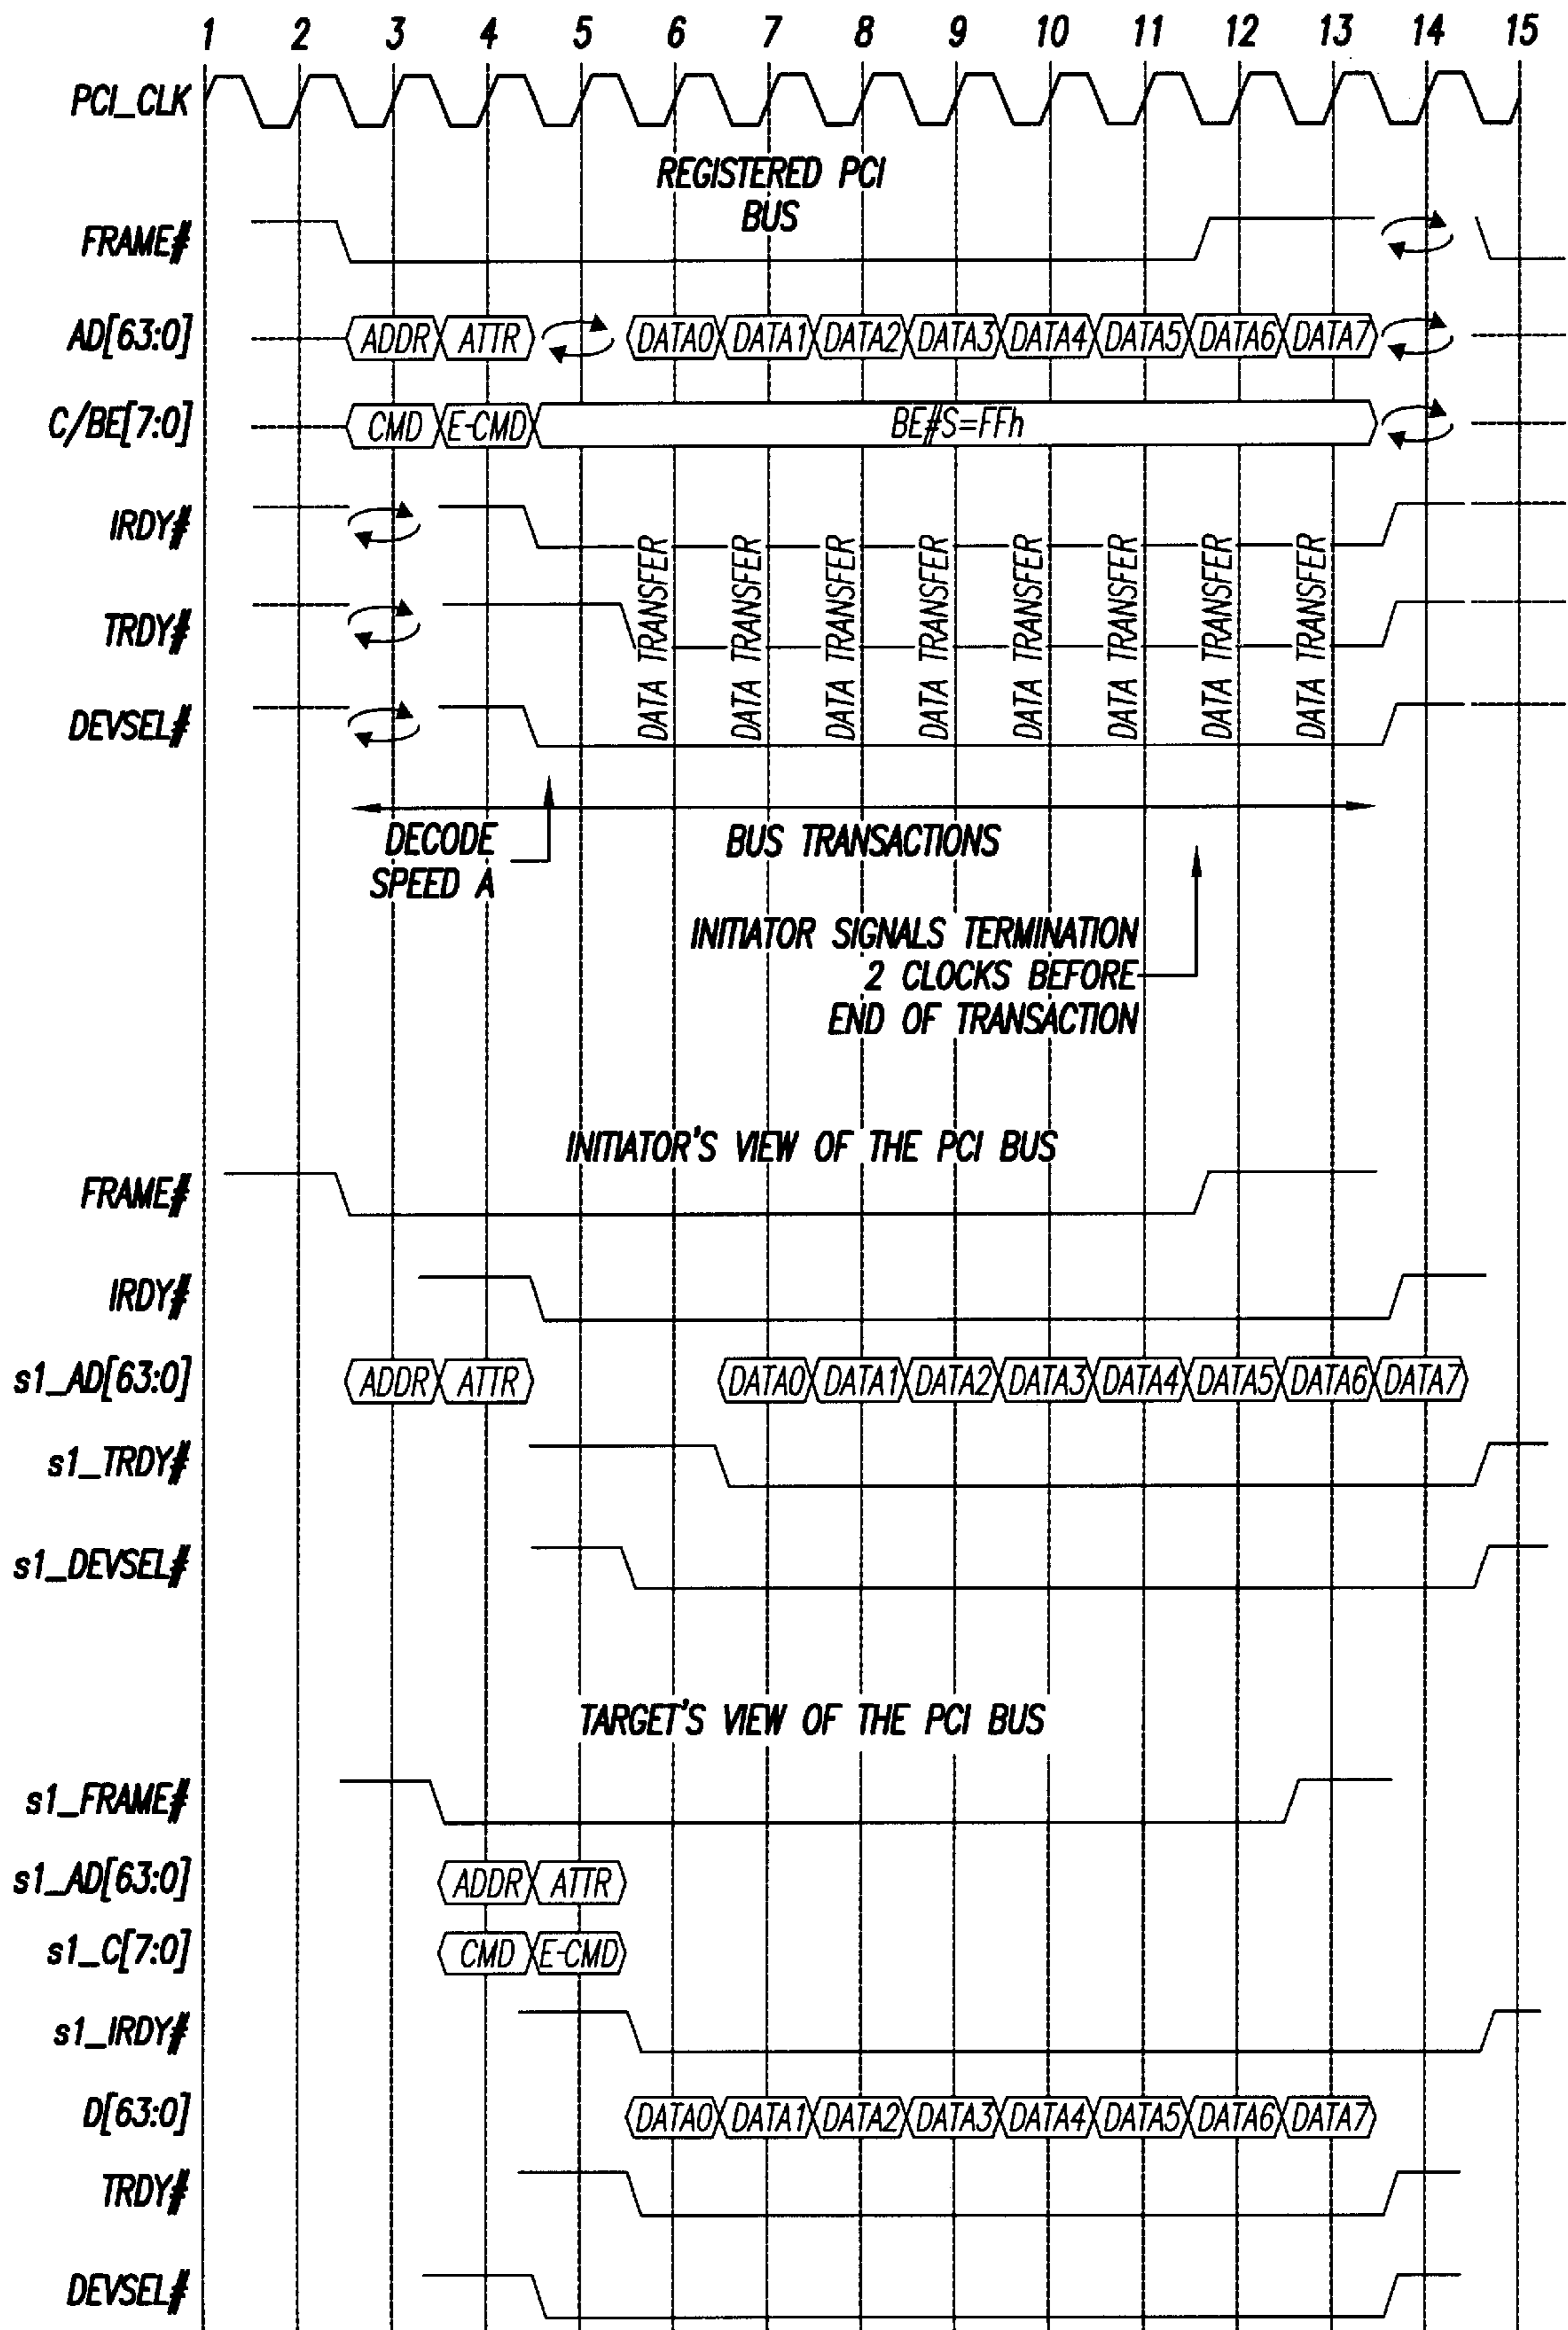 1 2 3 4 5 6 7 8 9 10 11 12 13 14 15
PCI_CLK
REGISTERED PCI
BUS
FRAME#
AD[63:0] ADDR ATTR DATA0 DATA1 DATA2 DATA3 DATA4 DATA5 DATA6 DATA7
C/BE[7:0] CMD E-CMD BE#S=FFh
IRDY#
TRDY#
DEVSEL#
DATA TRANSFER
DATA TRANSFER
DATA TRANSFER
DATA TRANSFER
DATA TRANSFER
DATA TRANSFER
DATA TRANSFER
DATA TRANSFER
DECODE
SPEED A
BUS TRANSACTIONS
INITIATOR SIGNALS TERMINATION
2 CLOCKS BEFORE
END OF TRANSACTION
INITIATOR'S VIEW OF THE PCI BUS
FRAME#
IRDY#
s1_AD[63:0] ADDR ATTR DATA0 DATA1 DATA2 DATA3 DATA4 DATA5 DATA6 DATA7
s1_TRDY#
s1_DEVSEL#
TARGET'S VIEW OF THE PCI BUS
s1_FRAME#
s1_AD[63:0] ADDR ATTR
s1_C[7:0] CMD E-CMD
s1_IRDY#
D[63:0] DATA0 DATA1 DATA2 DATA3 DATA4 DATA5 DATA6 DATA7
TRDY#
DEVSEL#